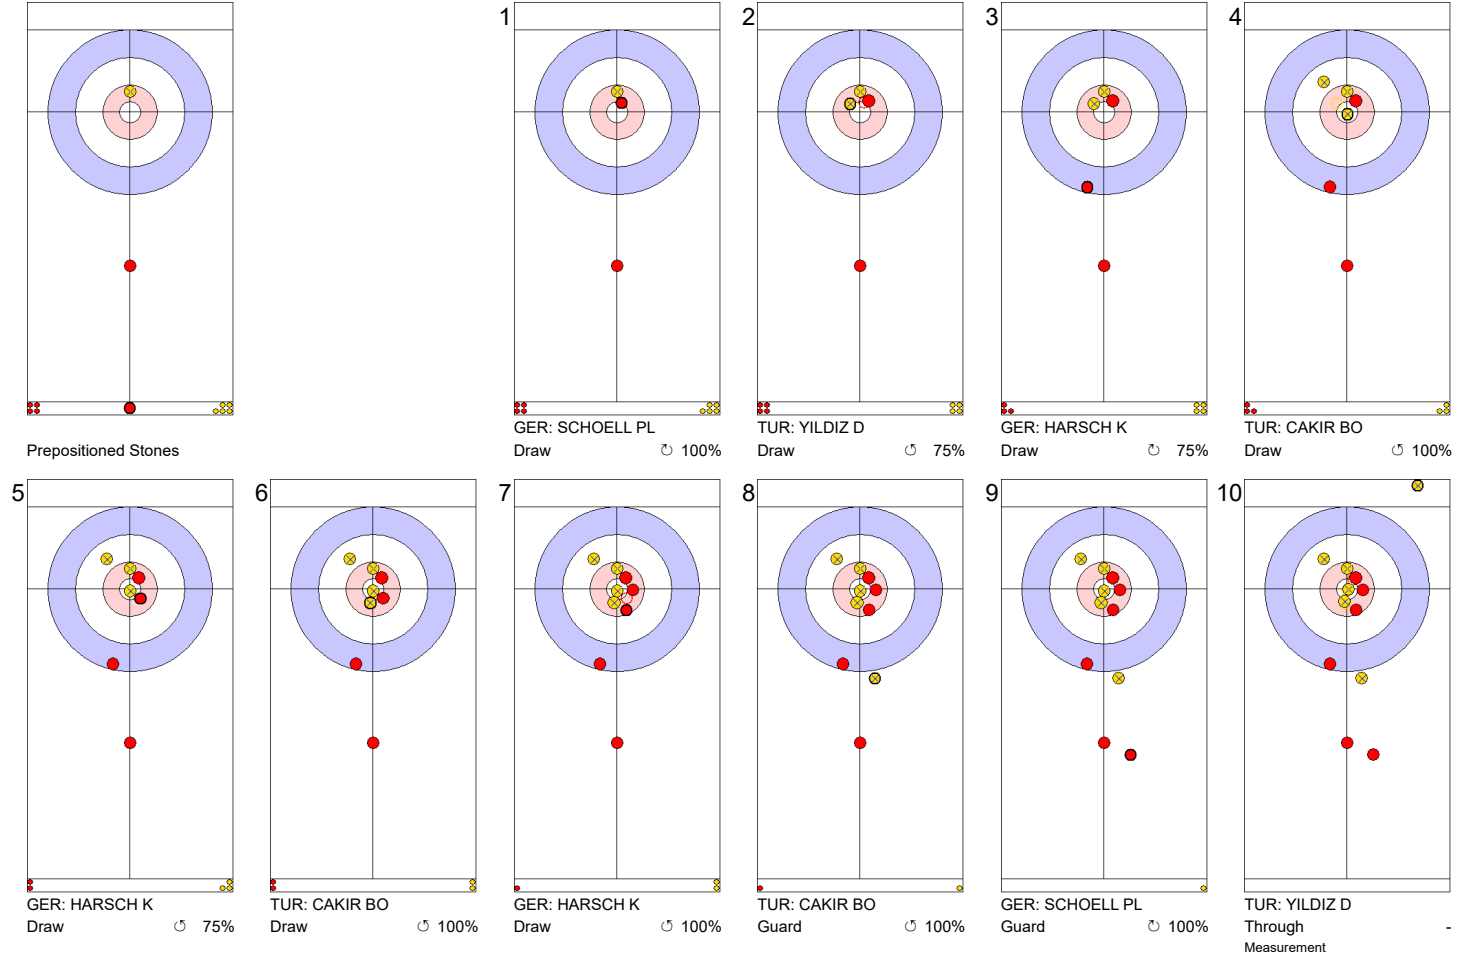 Prepositioned Stones
1
GER: SCHOELL PL
Draw ↻ 100%
2
TUR: YILDIZ D
Draw ↺ 75%
3
GER: HARSCH K
Draw ↻ 75%
4
TUR: CAKIR BO
Draw ↺ 100%
5
GER: HARSCH K
Draw ↺ 75%
6
TUR: CAKIR BO
Draw ↺ 100%
7
GER: HARSCH K
Draw ↺ 100%
8
TUR: CAKIR BO
Guard ↺ 100%
9
GER: SCHOELL PL
Guard ↻ 100%
10
TUR: YILDIZ D
Through -
Measurement